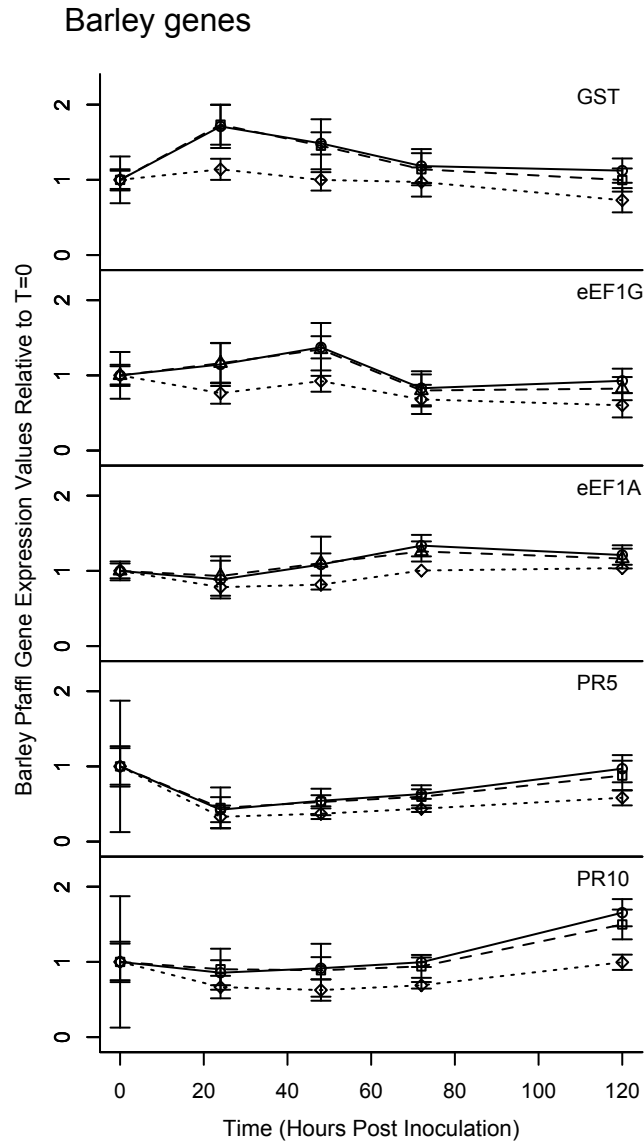 Barley genes
Barley Pfaffl Gene Expression Values Relative to T=0
GST
2
1
0
eEF1G
2
1
0
eEF1A
2
1
0
PR5
2
1
0
PR10
2
1
0
0 20 40 60 80 100 120
Time (Hours Post Inoculation)